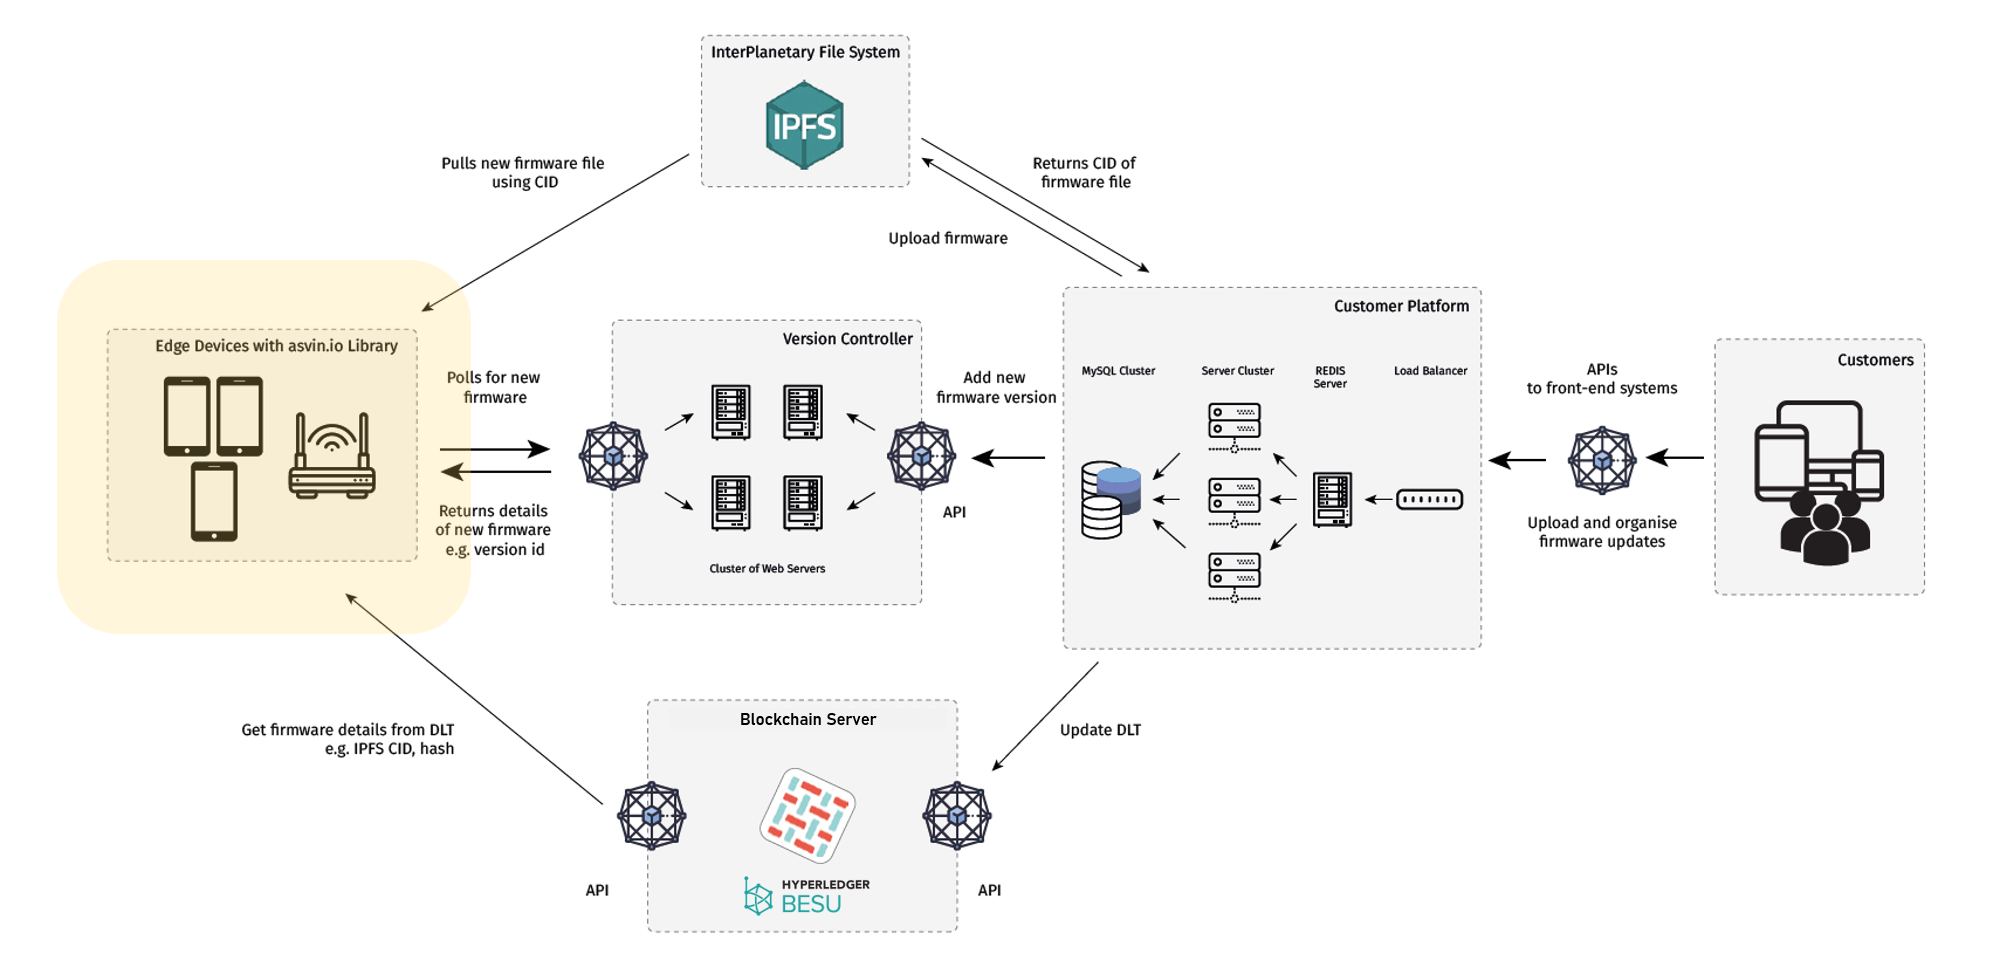 InterPlanetary File System
IPFS
Pulls new firmware file
using CID
Returns CID of
firmware file
Upload firmware
Edge Devices with asvin.io Library
Polls for new
firmware
Returns details
of new firmware
e.g. version id
Version Controller
Cluster of Web Servers
API
Add new
firmware version
Customer Platform
MySQL Cluster
Server Cluster
REDIS
Server
Load Balancer
APIs
to front-end systems
Upload and organise
firmware updates
Customers
Get firmware details from DLT
e.g. IPFS CID, hash
Blockchain Server
HYPERLEDGER
BESU
API
API
Update DLT